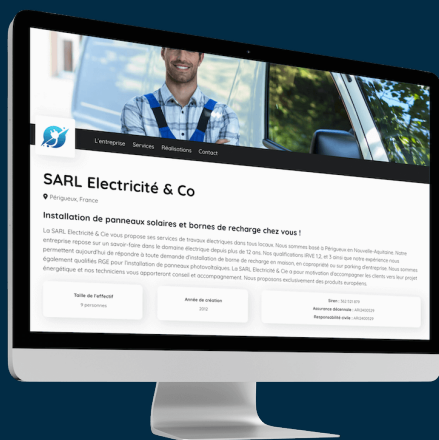 L'entreprise Services Réalisations Contact
SARL Electricité & Co
Périgueux, France
Installation de panneaux solaires et bornes de recharge chez vous !
La SARL Electricité & Cie vous propose ses services de travaux électriques dans tous locaux. Nous sommes basé à Périgueux en Nouvelle-Aquitaine. Notre
entreprise repose sur un savoir-faire dans le domaine électrique depuis plus de 12 ans. Nos qualifications IRVE 1,2, et 3 ainsi que notre expérience nous
permettent aujourd'hui de répondre à toute demande d'installation de borne de recharge en maison, en copropriété ou sur parking d'entreprise. Nous sommes
également qualifiés RGE pour l'installation de panneaux photovoltaïques. La SARL Electricité & Cie a pour motivation d'accompagner les clients vers leur projet
énergétique et nos techniciens vous apporteront conseil et accompagnement. Nous proposons exclusivement des produits européens.
Taille de l'effectif
9 personnes
Année de création
2012
Siren :
Assurance décennale :
Responsabilité civile :